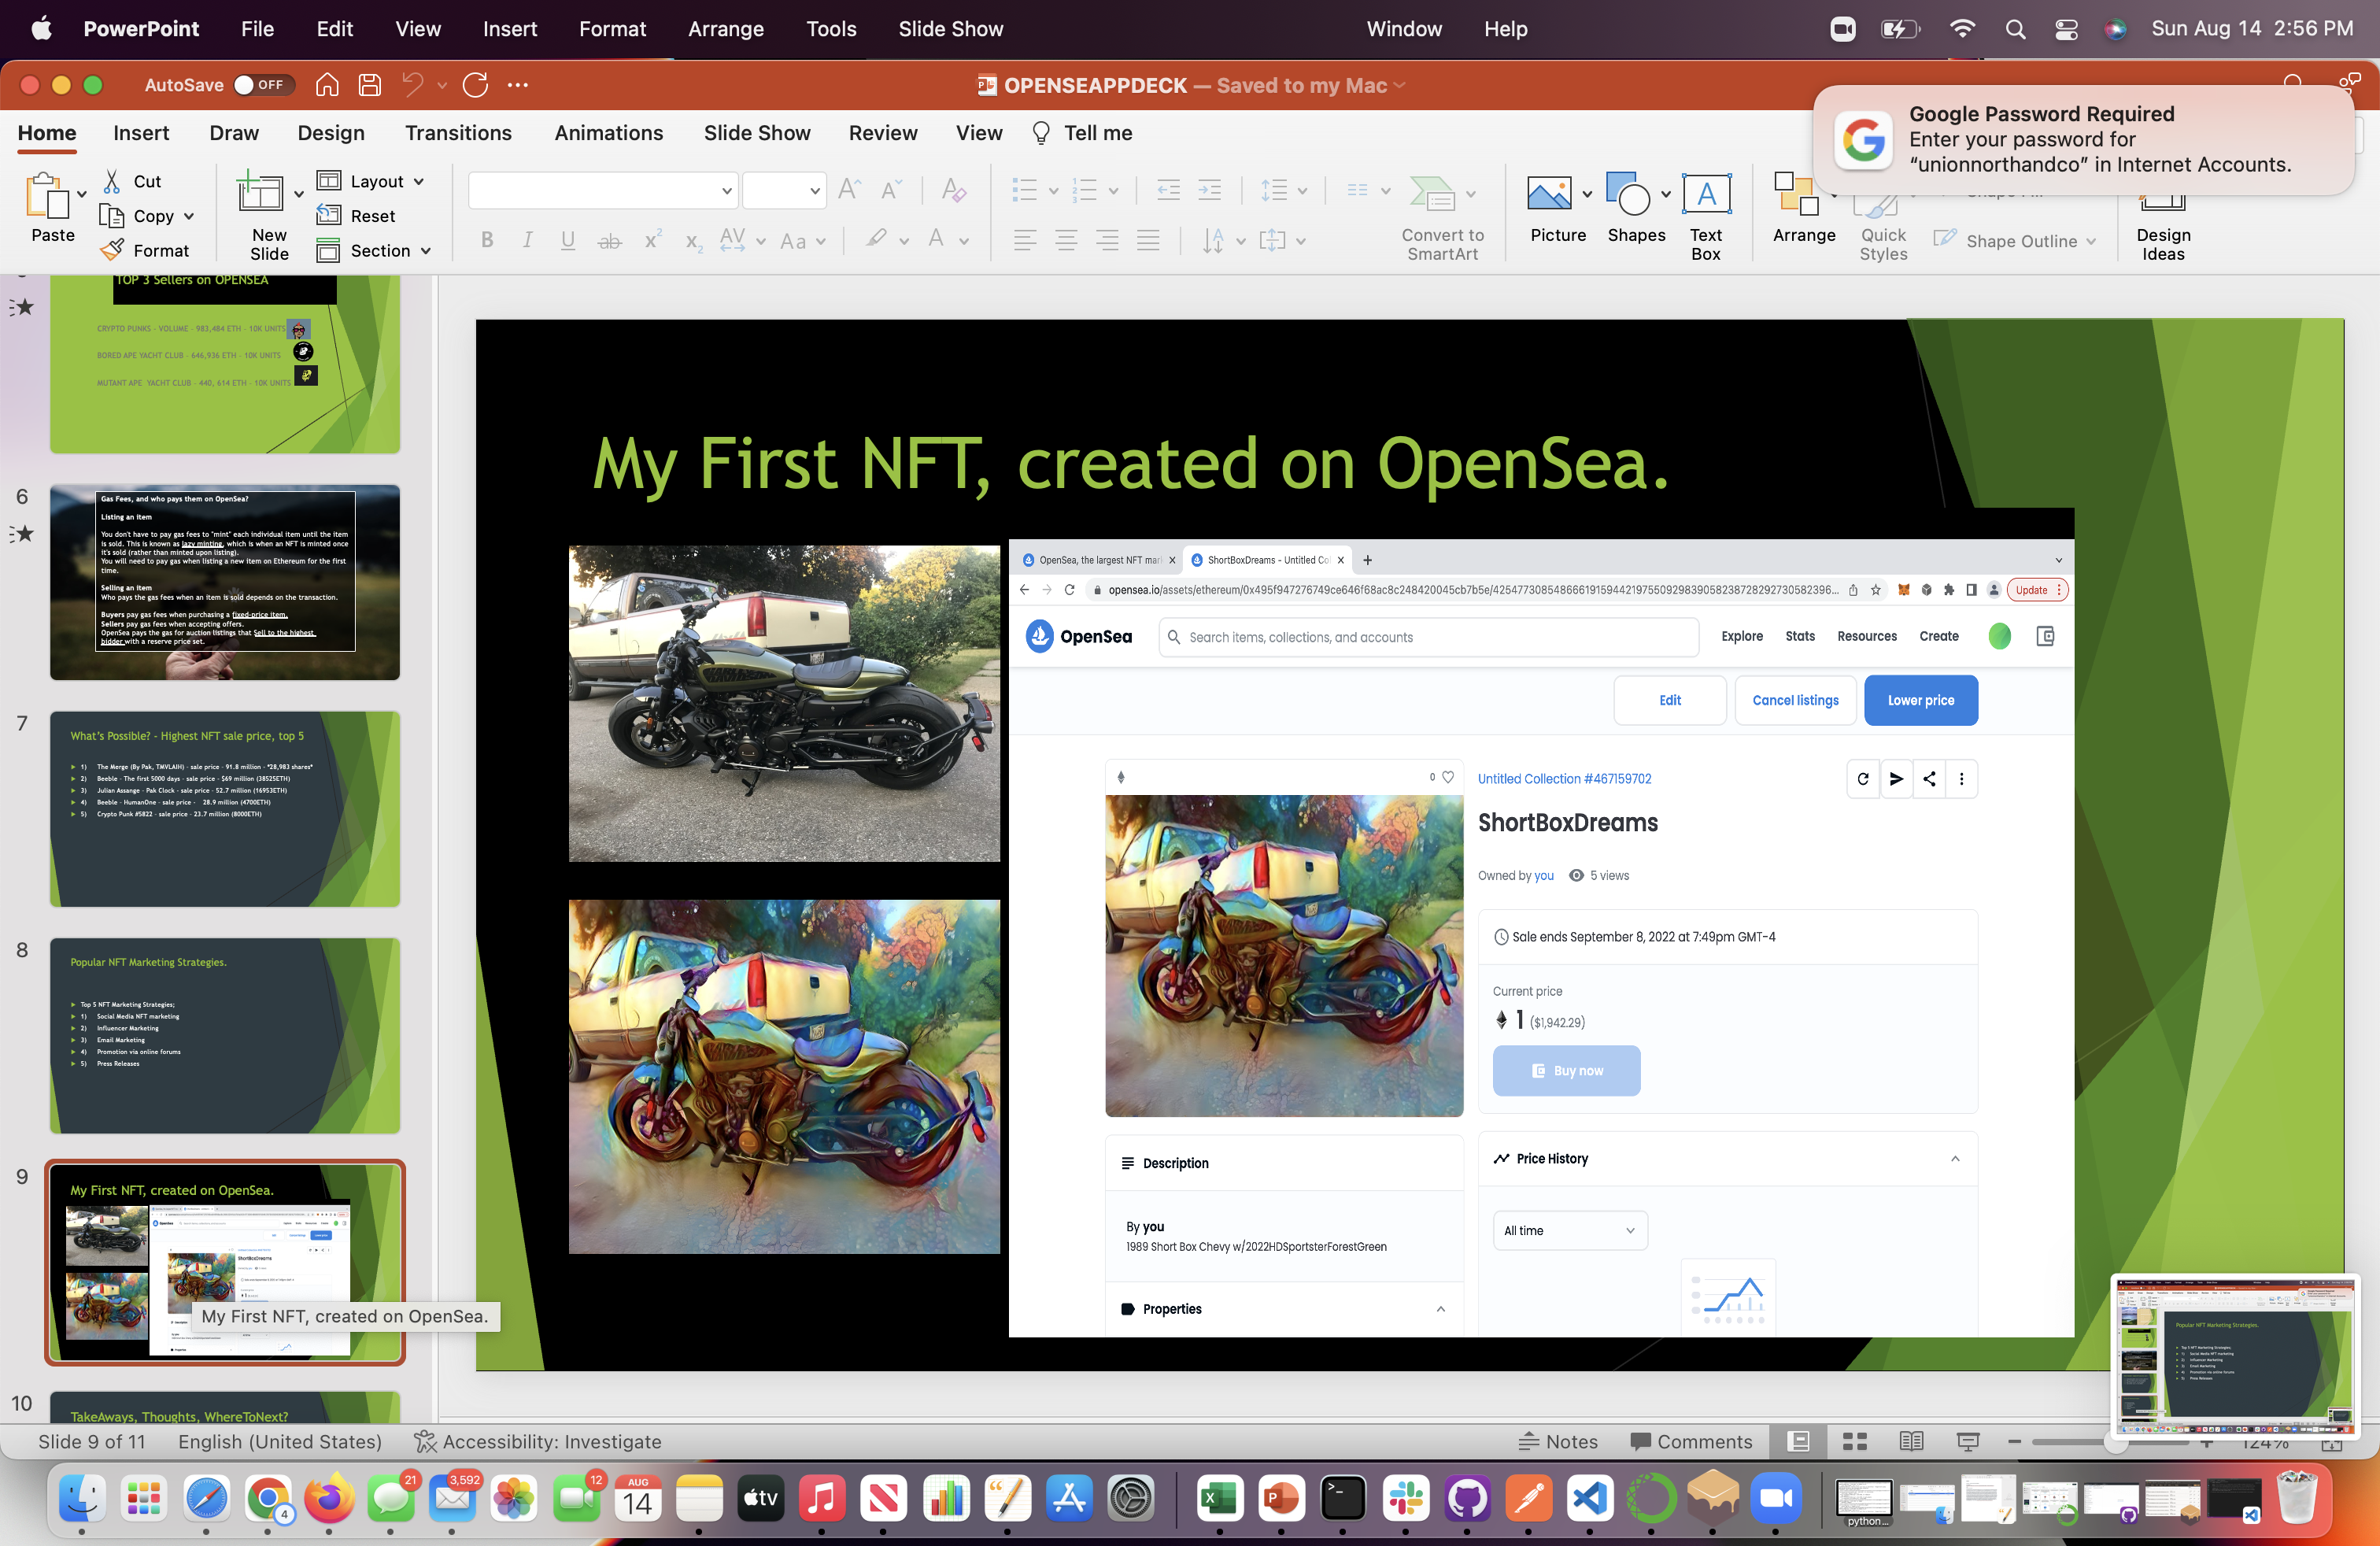 PowerPoint File Edit View Insert Format Arrange Tools Slide Show Window Help Sun Aug 14 2:56 PM
AutoSave OFF OPENSEAPPDECK — Saved to my Mac
Google Password Required
Enter your password for
“unionnorthandco” in Internet Accounts.
Home Insert Draw Design Transitions Animations Slide Show Review View Tell me
Paste
Cut
Copy
Format
New
Slide
Layout
Reset
Section
Convert to
SmartArt
Picture
Shapes
Text
Box
Arrange
Quick
Styles
Shape Outline
Design
Ideas
TOP 3 Sellers on OPENSEA
CRYPTO PUNKS - VOLUME - 983,484 ETH - 10K UNITS
BORED APE YACHT CLUB - 646,936 ETH - 10K UNITS
MUTANT APE YACHT CLUB - 440, 614 ETH - 10K UNITS
6
Gas Fees, and who pays them on OpenSea?
Listing an item
You don't have to pay gas fees to "mint" each individual item until the item
is sold. This is known as lazy minting, which is when an NFT is minted once
it's sold (rather than minted upon listing).
You will need to pay gas when listing a new item on Ethereum for the first
time.
Selling an item
Who pays the gas fees when an item is sold depends on the transaction.
Buyers pay gas fees when purchasing a fixed-price item.
Sellers pay gas fees when accepting offers.
OpenSea pays the gas for auction listings that Sell to the highest
bidder with a reserve price set.
7
What's Possible? - Highest NFT sale price, top 5
1) The Merge (By Pak, TMVLAIH) - sale price - 91.8 million - *28,983 shares*
2) Beeble - The first 5000 days - sale price - $69 million (38525ETH)
3) Julian Assange - Pak Clock - sale price - 52.7 million (16953ETH)
4) Beeble - HumanOne - sale price - 28.9 million (4700ETH)
5) Crypto Punk #5822 - sale price - 23.7 million (8000ETH)
8
Popular NFT Marketing Strategies.
Top 5 NFT Marketing Strategies;
1) Social Media NFT marketing
2) Influencer Marketing
3) Email Marketing
4) Promotion via online forums
5) Press Releases
9
My First NFT, created on OpenSea.
My First NFT, created on OpenSea.
10
TakeAways, Thoughts, WhereToNext?
My First NFT, created on OpenSea.
OpenSea, the largest NFT mar
ShortBoxDreams - Untitled Co
opensea.io/assets/ethereum/0x495f947276749ce646f68ac8c248420045cb7b5e/42547730854866619159442197550929839058238728292730582396...
Update
OpenSea
Search items, collections, and accounts
Explore Stats Resources Create
Edit
Cancel listings
Lower price
0
Untitled Collection #467159702
ShortBoxDreams
Owned by you 5 views
Sale ends September 8, 2022 at 7:49pm GMT-4
Current price
1 ($1,942.29)
Buy now
Description
By you
1989 Short Box Chevy w/2022HDSportsterForestGreen
Properties
Price History
All time
Popular NFT Marketing Strategies.
Slide 9 of 11 English (United States) Accessibility: Investigate Notes Comments 124%
4
21
3,592
12
AUG
14
tv
python...